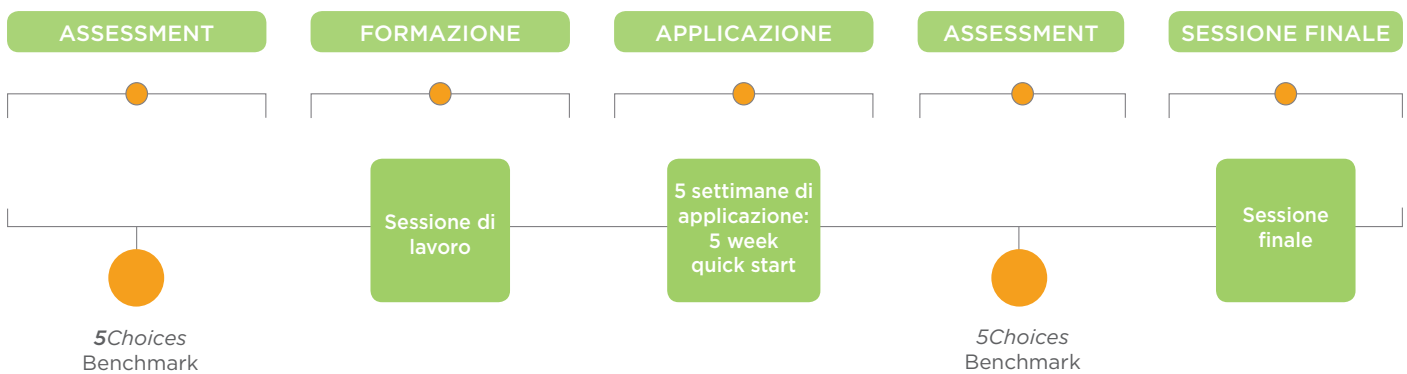 ASSESSMENT
FORMAZIONE
APPLICAZIONE
ASSESSMENT
SESSIONE FINALE
Sessione di
lavoro
5 settimane di
applicazione:
5 week
quick start
Sessione
finale
5Choices
Benchmark
5Choices
Benchmark